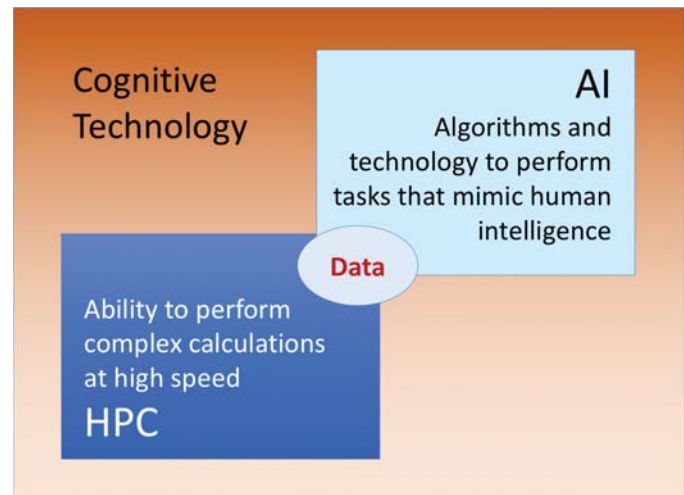 Cognitive
Technology
AI
Algorithms and
technology to perform
tasks that mimic human
intelligence
Data
Ability to perform
complex calculations
at high speed
HPC